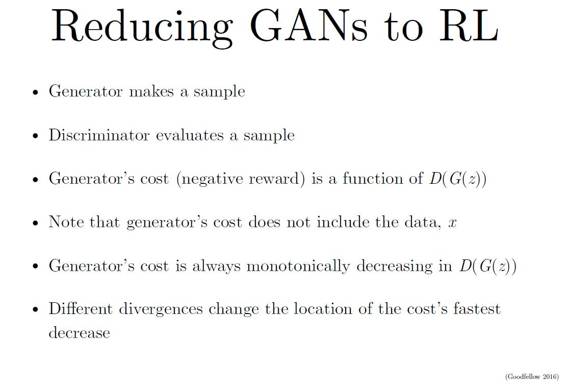 Reducing GANs to RL
• Generator makes a sample
• Discriminator evaluates a sample
• Generator's cost (negative reward) is a function of D(G(z))
• Note that generator's cost does not include the data, x
• Generator's cost is always monotonically decreasing in D(G(z))
• Different divergences change the location of the cost's fastest
decrease
(Goodfellow 2016)